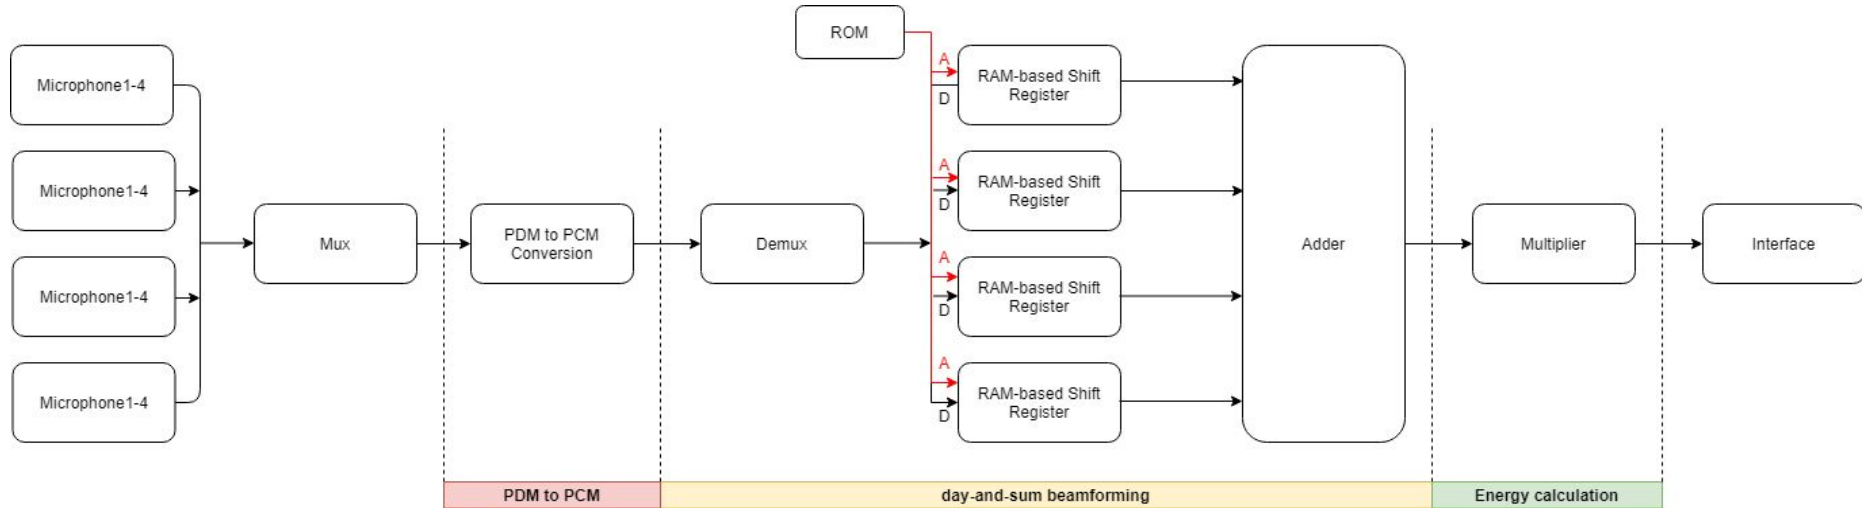 ROM
Microphone1-4
Microphone1-4
Microphone1-4
Microphone1-4
Mux
PDM to PCM
Conversion
Demux
A
D
A
D
A
D
A
D
RAM-based Shift
Register
RAM-based Shift
Register
RAM-based Shift
Register
RAM-based Shift
Register
Adder
Multiplier
Interface
PDM to PCM
day-and-sum beamforming
Energy calculation